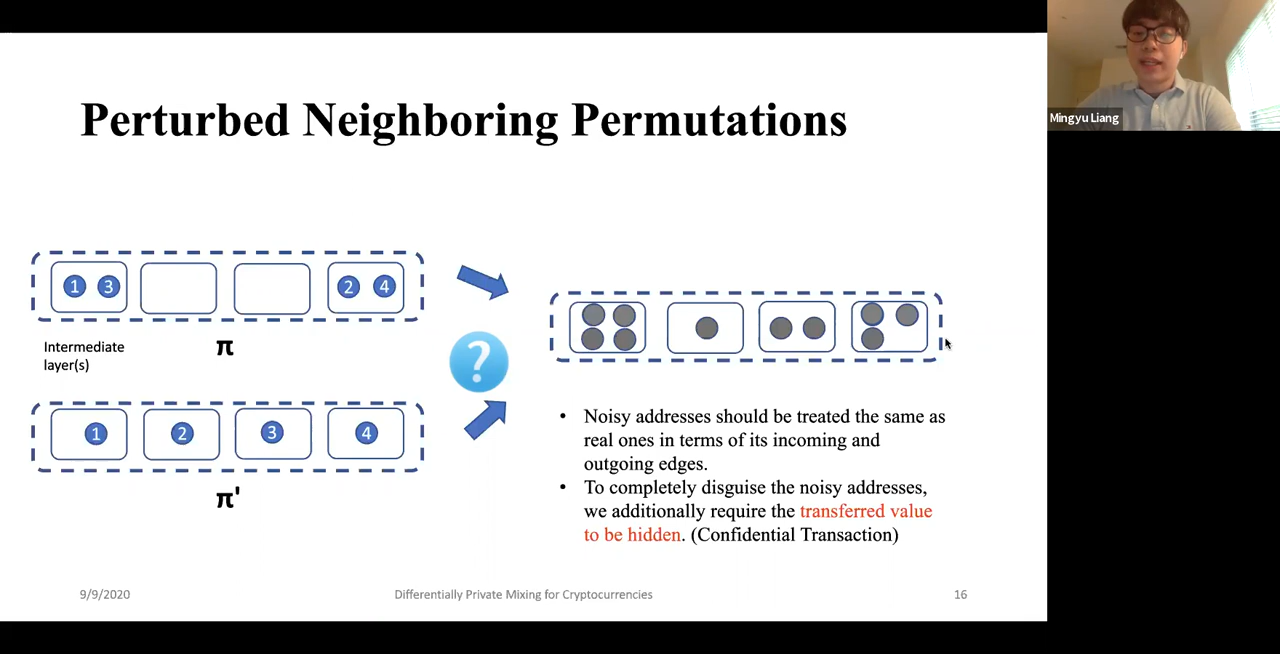 Perturbed Neighboring Permutations
Mingyu Liang
1 3 2 4
Intermediate
layer(s)
π
?
1 2 3 4
π'
• Noisy addresses should be treated the same as
real ones in terms of its incoming and
outgoing edges.
• To completely disguise the noisy addresses,
we additionally require the transferred value
to be hidden. (Confidential Transaction)
9/9/2020
Differentially Private Mixing for Cryptocurrencies
16